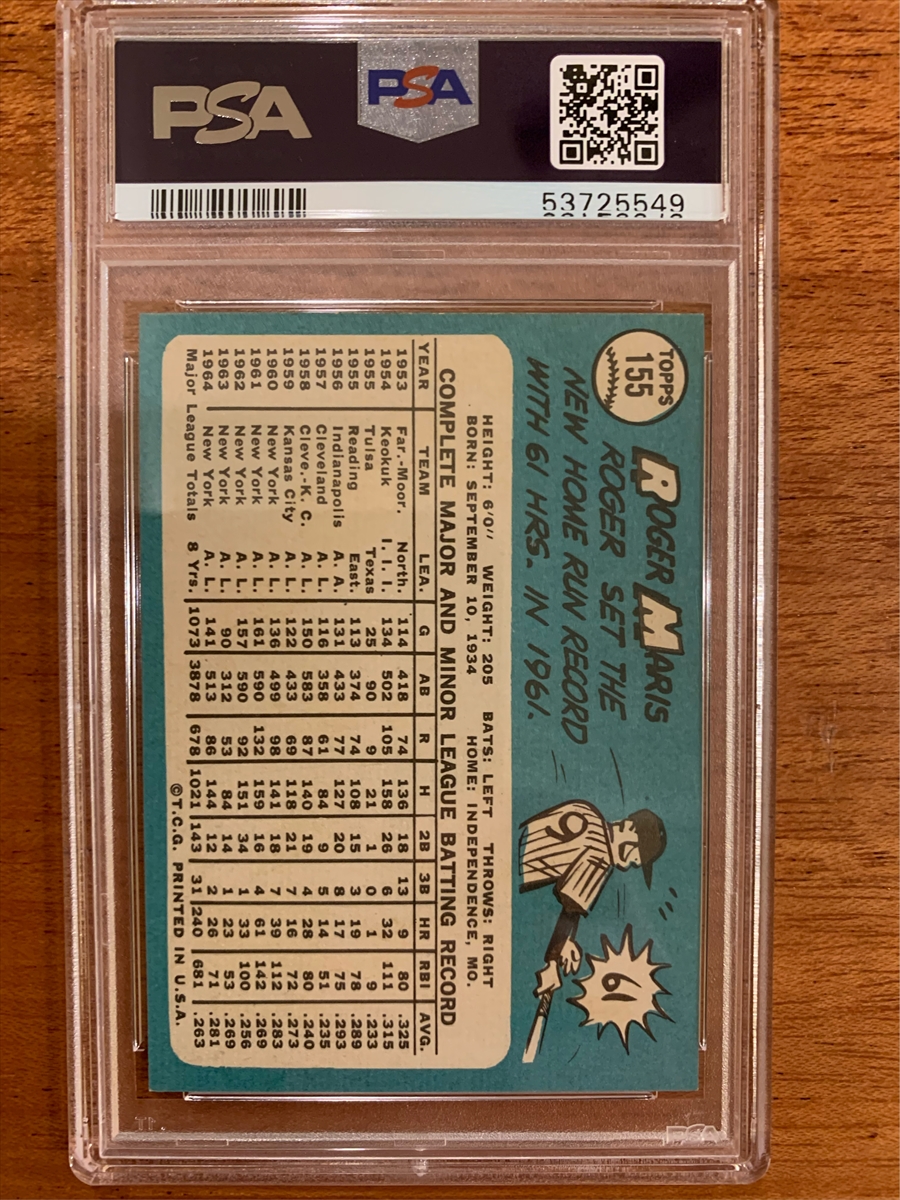 PSA
PSA
53725549
TOPPS
155
ROGER MARIS
ROGER SET THE
NEW HOME RUN RECORD
WITH 61 HRS. IN 1961.
9
61
HEIGHT: 6'0" WEIGHT: 205 BATS: LEFT THROWS: RIGHT
BORN: SEPTEMBER 10, 1934 HOME: INDEPENDENCE, MO.
COMPLETE MAJOR AND MINOR LEAGUE BATTING RECORD
YEAR TEAM LEA. G AB R H 2B 3B HR RBI AVG.
1953 Far.-Moor. North. 114 418 74 136 18 13 9 80 .325
1954 Keokuk I. I. I. 134 502 105 158 26 6 32 111 .315
1955 Tulsa Texas 25 90 9 21 1 0 1 9 .233
1955 Reading East. 113 374 74 108 15 3 19 78 .289
1956 Indianapolis A. A. 131 433 77 127 20 8 17 75 .293
1957 Cleveland A. L. 116 358 61 84 9 5 14 51 .235
1958 Cleve.-K. C. A. L. 150 583 87 140 19 4 28 80 .240
1959 Kansas City A. L. 122 433 69 118 21 7 16 72 .273
1960 New York A. L. 136 499 98 141 18 7 39 112 .283
1961 New York A. L. 161 590 132 159 16 4 61 142 .269
1962 New York A. L. 157 590 92 151 34 1 33 100 .256
1963 New York A. L. 90 312 53 84 14 1 23 53 .269
1964 New York A. L. 141 513 86 144 12 2 26 71 .281
Major League Totals 8 Yrs. 1073 3878 678 1021 143 31 240 681 .263
©T.C.G. PRINTED IN U.S.A.
PSA